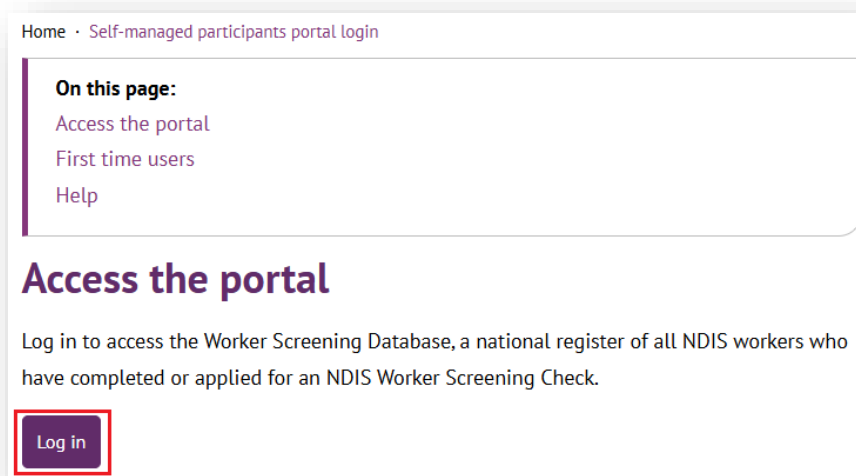 Home · Self-managed participants portal login
On this page:
Access the portal
First time users
Help
Access the portal
Log in to access the Worker Screening Database, a national register of all NDIS workers who
have completed or applied for an NDIS Worker Screening Check.
Log in